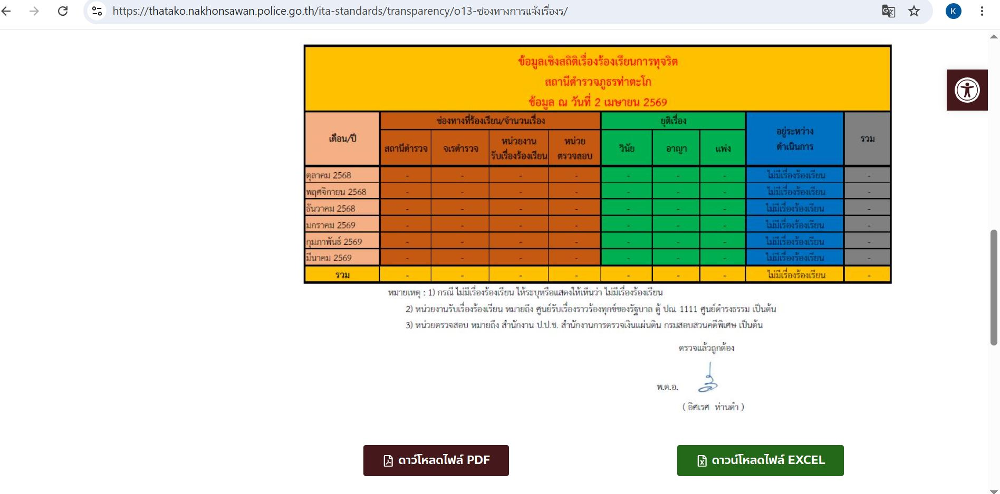 https://thatako.nakhonsawan.police.go.th/ita-standards/transparency/o13-ช่องทางการแจ้งเรื่องร/
K
ข้อมูลเชิงสถิติเรื่องร้องเรียนการทุจริต
สถานีตำรวจภูธรท่าตะโก
ข้อมูล ณ วันที่ 2 เมษายน 2569
เดือน/ปี ช่องทางที่ร้องเรียน/จำนวนเรื่อง ยุติเรื่อง อยู่ระหว่าง ดำเนินการ รวม
สถานีตำรวจ จเรตำรวจ หน่วยงาน รับเรื่องร้องเรียน หน่วย ตรวจสอบ วินัย อาญา แพ่ง
ตุลาคม 2568 - - - - - - - ไม่มีเรื่องร้องเรียน -
พฤศจิกายน 2568 - - - - - - - ไม่มีเรื่องร้องเรียน -
ธันวาคม 2568 - - - - - - - ไม่มีเรื่องร้องเรียน -
มกราคม 2569 - - - - - - - ไม่มีเรื่องร้องเรียน -
กุมภาพันธ์ 2569 - - - - - - - ไม่มีเรื่องร้องเรียน -
มีนาคม 2569 - - - - - - - ไม่มีเรื่องร้องเรียน -
รวม - - - - - - - ไม่มีเรื่องร้องเรียน -
หมายเหตุ : 1) กรณี ไม่มีเรื่องร้องเรียน ให้ระบุหรือแสดงให้เห็นว่า ไม่มีเรื่องร้องเรียน
2) หน่วยงานรับเรื่องร้องเรียน หมายถึง ศูนย์รับเรื่องราวร้องทุกข์ของรัฐบาล ตู้ ปณ. 1111 ศูนย์ดำรงธรรม เป็นต้น
3) หน่วยตรวจสอบ หมายถึง สำนักงาน ป.ป.ช. สำนักงานการตรวจเงินแผ่นดิน กรมสอบสวนคดีพิเศษ เป็นต้น
ตรวจแล้วถูกต้อง
พ.ต.อ.
( อิศเรศ ห่านดำ )
ดาว์โหลดไฟล์ PDF
ดาวน์โหลดไฟล์ EXCEL